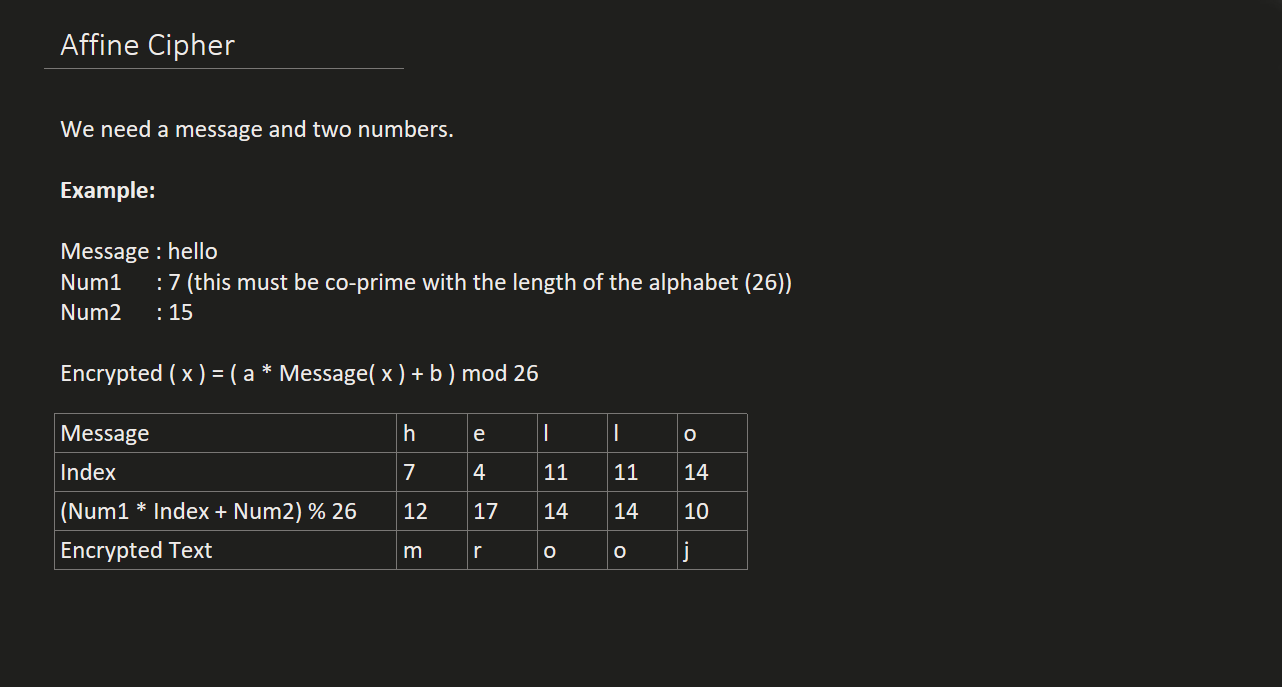 Affine Cipher
We need a message and two numbers.
Example:
Message : hello
Num1 : 7 (this must be co-prime with the length of the alphabet (26))
Num2 : 15
Encrypted ( x ) = ( a * Message( x ) + b ) mod 26
Message h e l l o
Index 7 4 11 11 14
(Num1 * Index + Num2) % 26 12 17 14 14 10
Encrypted Text m r o o j